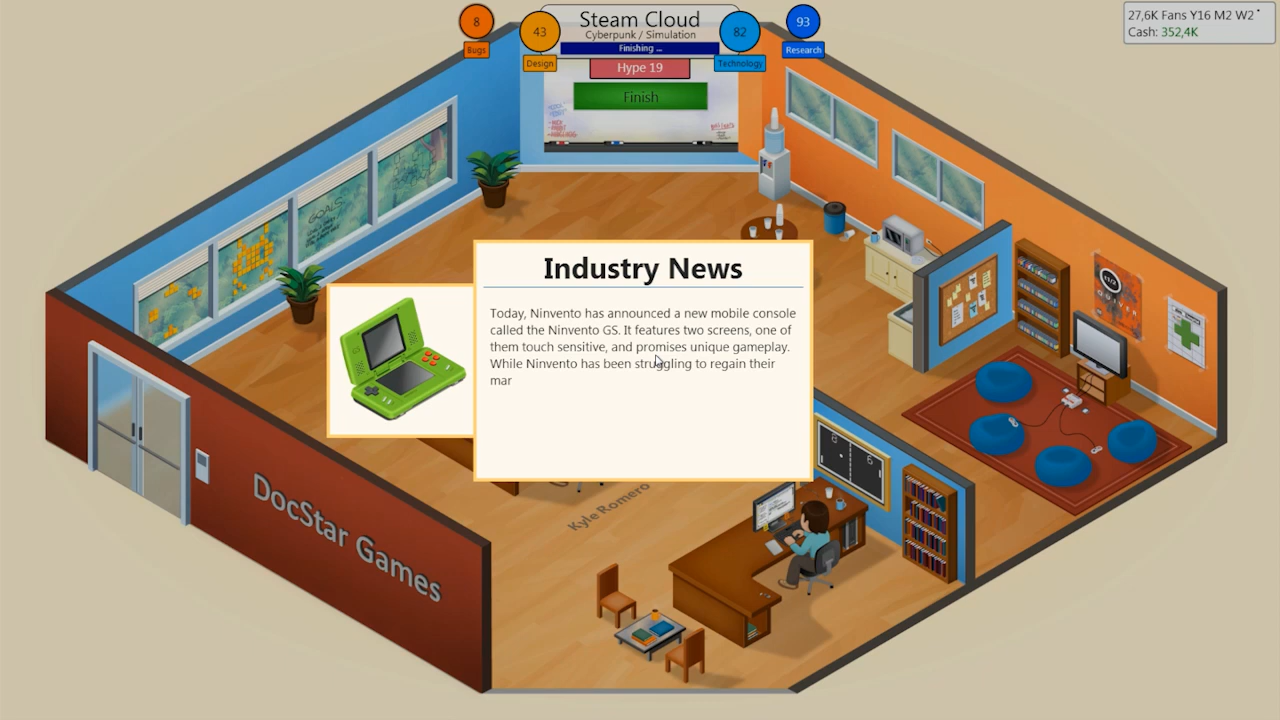 8
Bugs
43
Design
Steam Cloud
Cyberpunk / Simulation
Finishing ...
Hype 19
Finish
82
Technology
93
Research
27,6K Fans Y16 M2 W2
Cash: 352,4K
GOALS
Industry News
Today, Ninvento has announced a new mobile console
called the Ninvento GS. It features two screens, one of
them touch sensitive, and promises unique gameplay.
While Ninvento has been struggling to regain their
mar
Kyle Romero
DocStar Games